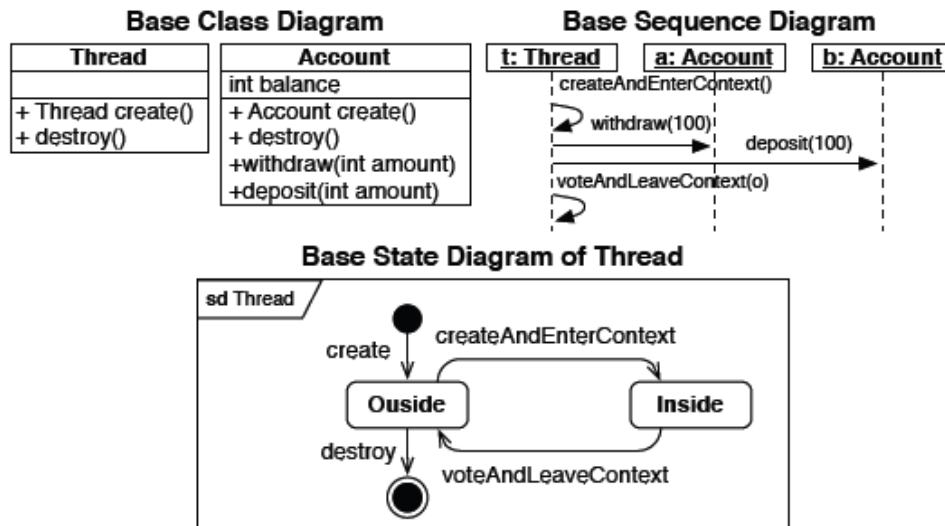 Base Class Diagram
Thread
+ Thread create()
+ destroy()
Account
int balance
+ Account create()
+ destroy()
+withdraw(int amount)
+deposit(int amount)
Base Sequence Diagram
t: Thread
a: Account
b: Account
createAndEnterContext()
withdraw(100)
deposit(100)
voteAndLeaveContext(o)
Base State Diagram of Thread
sd Thread
create
createAndEnterContext
Ouside
Inside
destroy
voteAndLeaveContext